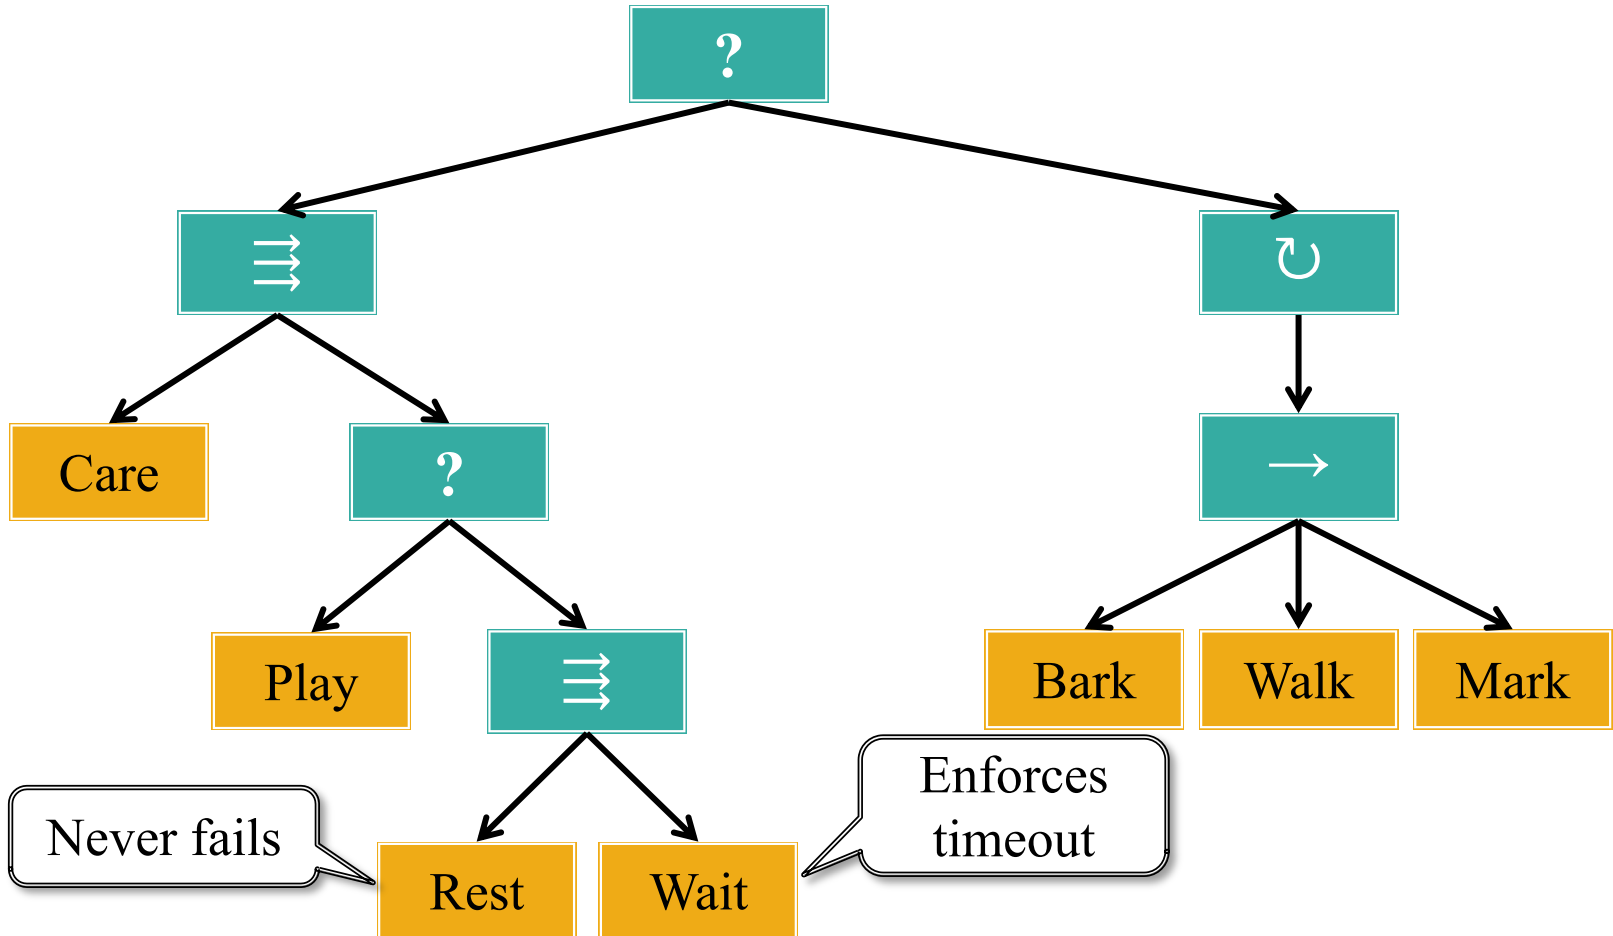 ?
⇶
↻
Care
?
→
Play
⇶
Bark
Walk
Mark
Never fails
Rest
Wait
Enforces
timeout